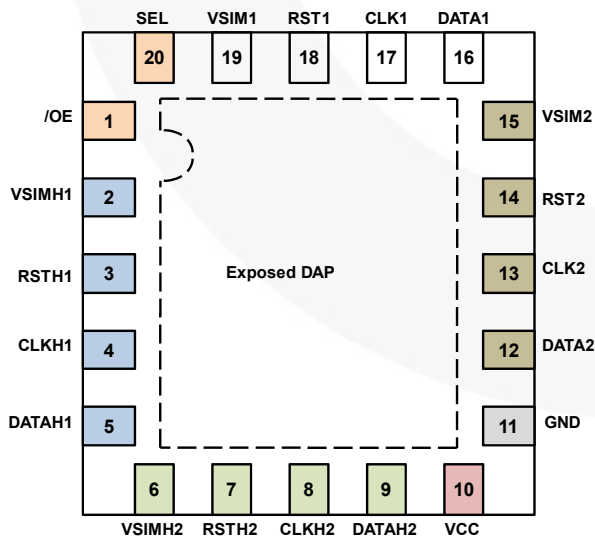 SEL VSIM1 RST1 CLK1 DATA1
20 19 18 17 16
/OE 1 15 VSIM2
VSIMH1 2 14 RST2
RSTH1 3 Exposed DAP 13 CLK2
CLKH1 4 12 DATA2
DATAH1 5 11 GND
6 7 8 9 10
VSIMH2 RSTH2 CLKH2 DATAH2 VCC